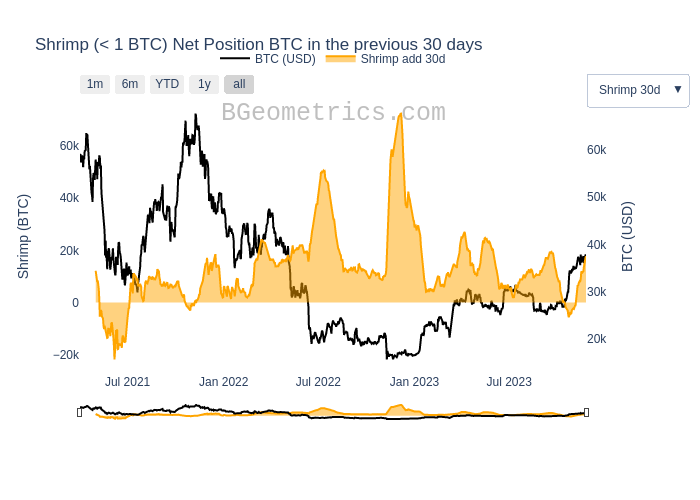 Shrimp (< 1 BTC) Net Position BTC in the previous 30 days
BTC (USD) Shrimp add 30d
1m 6m YTD 1y all
Shrimp 30d ▼
BGeometrics.com
60k
40k
20k
0
−20k
Shrimp (BTC)
60k
50k
40k
30k
20k
BTC (USD)
Jul 2021 Jan 2022 Jul 2022 Jan 2023 Jul 2023